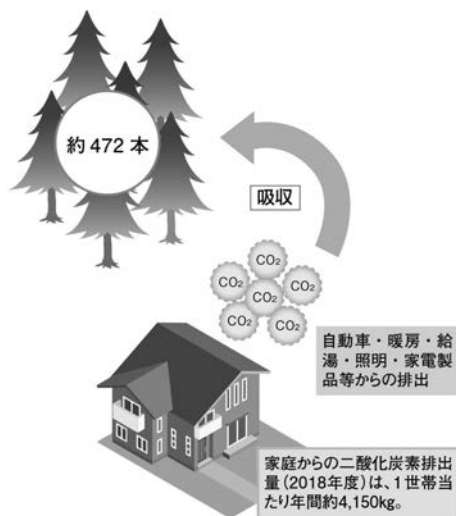 約472本
吸収
CO₂
CO₂
CO₂
CO₂
CO₂
CO₂
自動車・暖房・給
湯・照明・家電製
品等からの排出
家庭からの二酸化炭素排出
量(2018年度)は、1世帯当
たり年間約4,150kg。